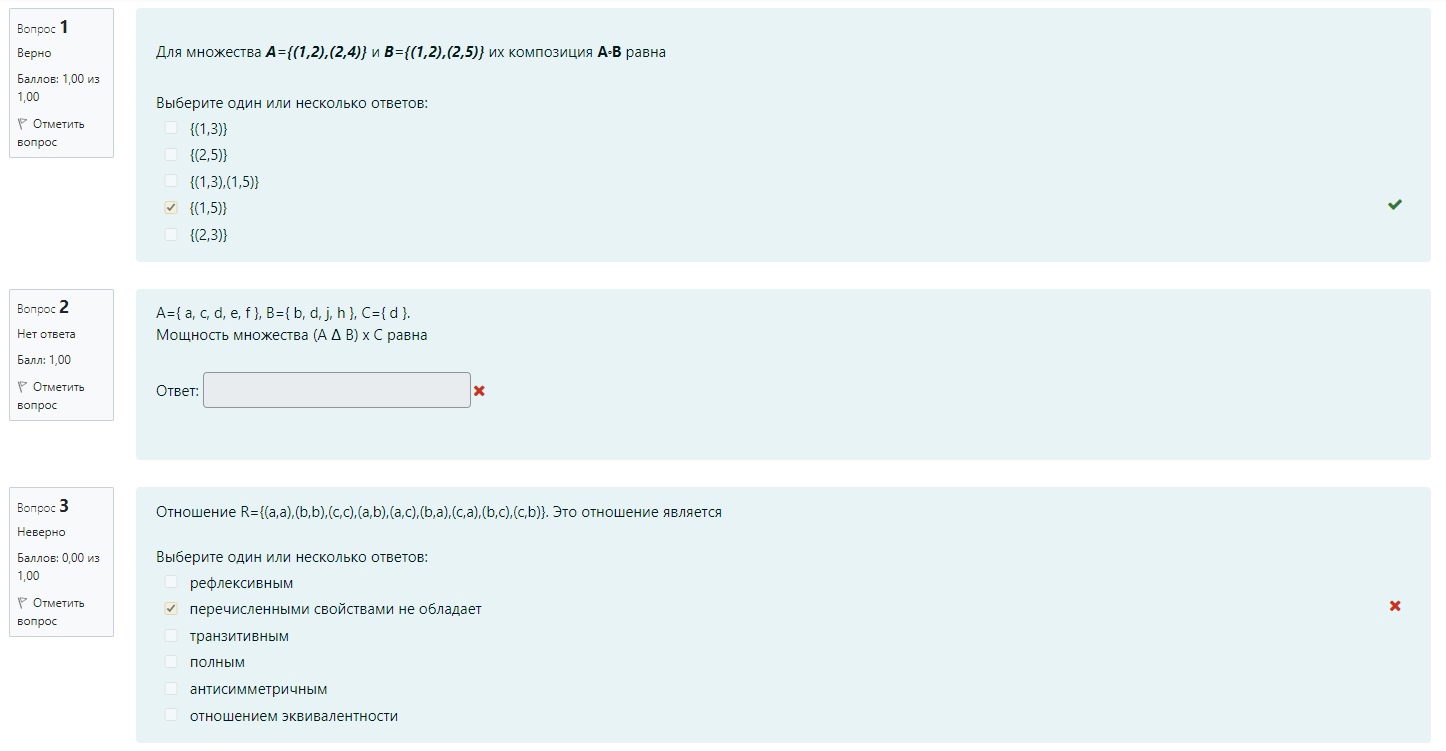 Вопрос 1
Верно
Баллов: 1,00 из
1,00
Отметить
вопрос
Для множества A={(1,2),(2,4)} и B={(1,2),(2,5)} их композиция A∘B равна
Выберите один или несколько ответов:
{(1,3)}
{(2,5)}
{(1,3),(1,5)}
{(1,5)}
{(2,3)}
Вопрос 2
Нет ответа
Балл: 1,00
Отметить
вопрос
A={ a, c, d, e, f }, B={ b, d, j, h }, C={ d }.
Мощность множества (A Δ B) x C равна
Ответ:
Вопрос 3
Неверно
Баллов: 0,00 из
1,00
Отметить
вопрос
Отношение R={(a,a),(b,b),(c,c),(a,b),(a,c),(b,a),(c,a),(b,c),(c,b)}. Это отношение является
Выберите один или несколько ответов:
рефлексивным
перечисленными свойствами не обладает
транзитивным
полным
антисимметричным
отношением эквивалентности